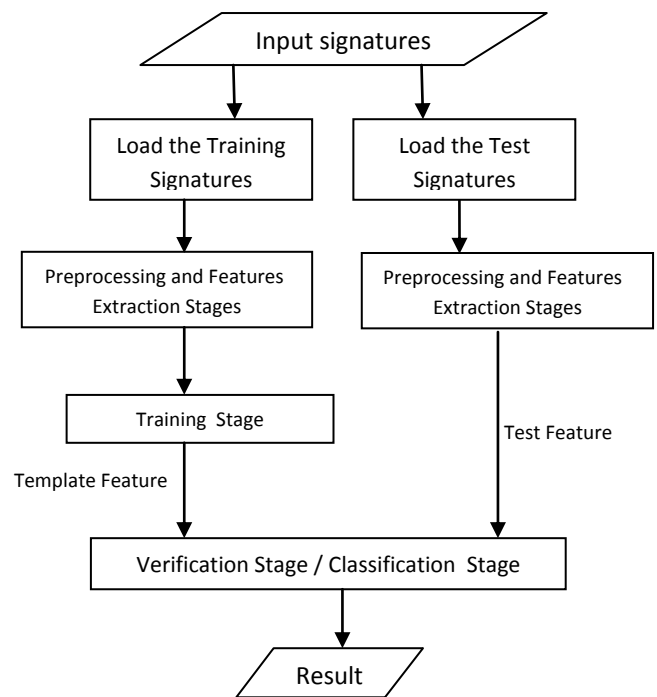 Input signatures
Load the Training
Signatures
Load the Test
Signatures
Preprocessing and Features
Extraction Stages
Preprocessing and Features
Extraction Stages
Training Stage
Test Feature
Template Feature
Verification Stage / Classification Stage
Result